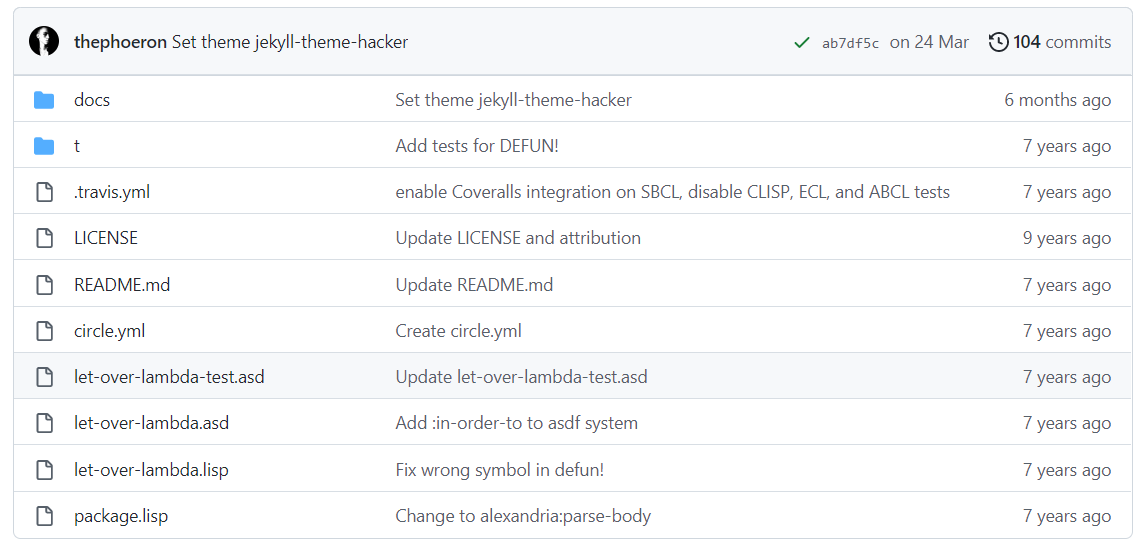 thephoeron Set theme jekyll-theme-hacker ab7df5c on 24 Mar 104 commits
docs Set theme jekyll-theme-hacker 6 months ago
t Add tests for DEFUN! 7 years ago
.travis.yml enable Coveralls integration on SBCL, disable CLISP, ECL, and ABCL tests 7 years ago
LICENSE Update LICENSE and attribution 9 years ago
README.md Update README.md 7 years ago
circle.yml Create circle.yml 7 years ago
let-over-lambda-test.asd Update let-over-lambda-test.asd 7 years ago
let-over-lambda.asd Add :in-order-to to asdf system 7 years ago
let-over-lambda.lisp Fix wrong symbol in defun! 7 years ago
package.lisp Change to alexandria:parse-body 7 years ago